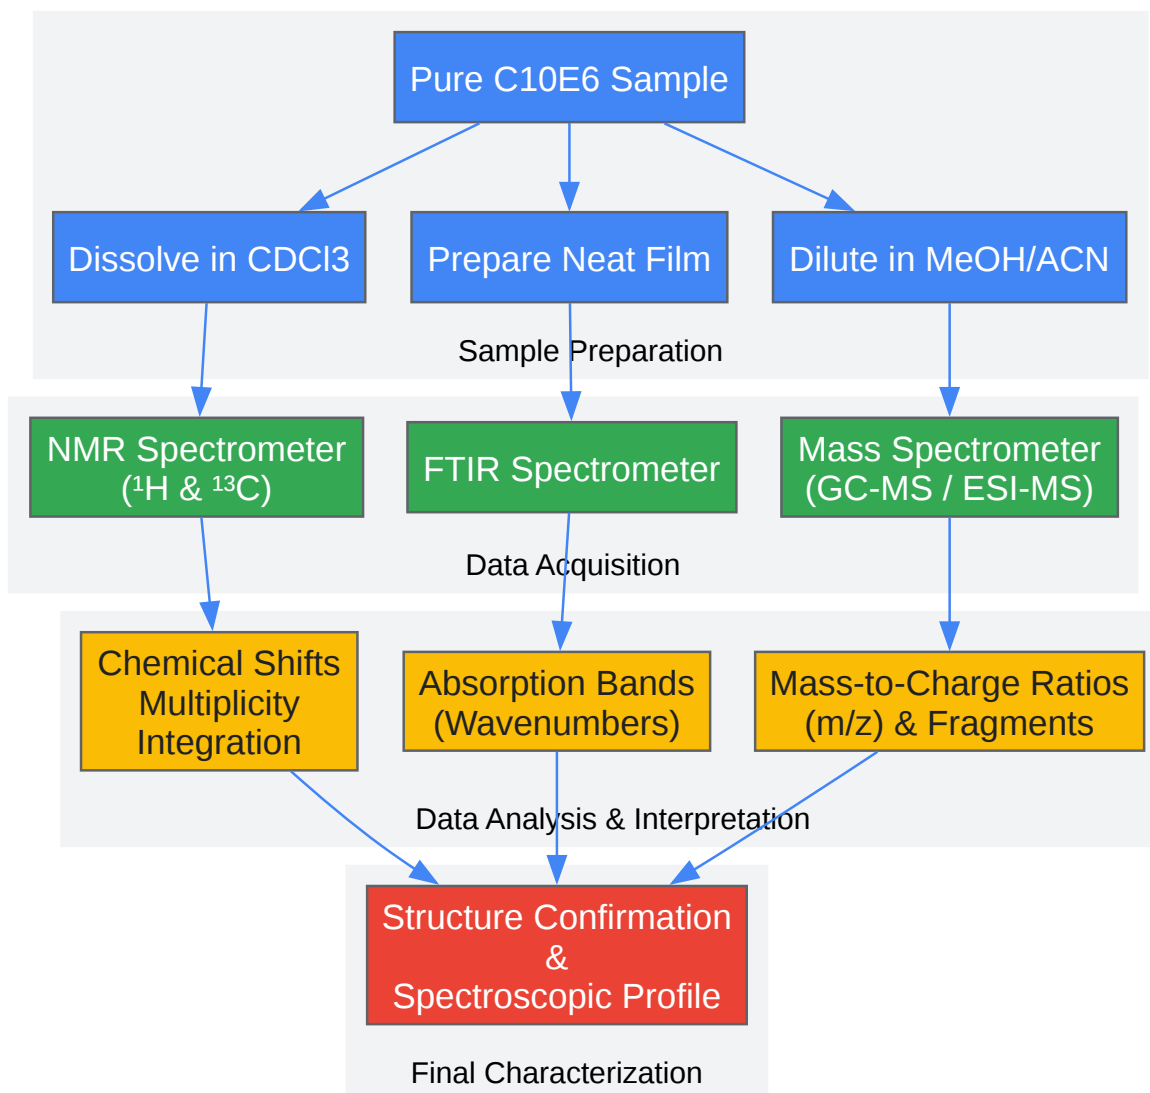 Pure C10E6 Sample
Dissolve in CDCl3
Prepare Neat Film
Dilute in MeOH/ACN
Sample Preparation
NMR Spectrometer
(¹H & ¹³C)
FTIR Spectrometer
Mass Spectrometer
(GC-MS / ESI-MS)
Data Acquisition
Chemical Shifts
Multiplicity
Integration
Absorption Bands
(Wavenumbers)
Mass-to-Charge Ratios
(m/z) & Fragments
Data Analysis & Interpretation
Structure Confirmation
&
Spectroscopic Profile
Final Characterization